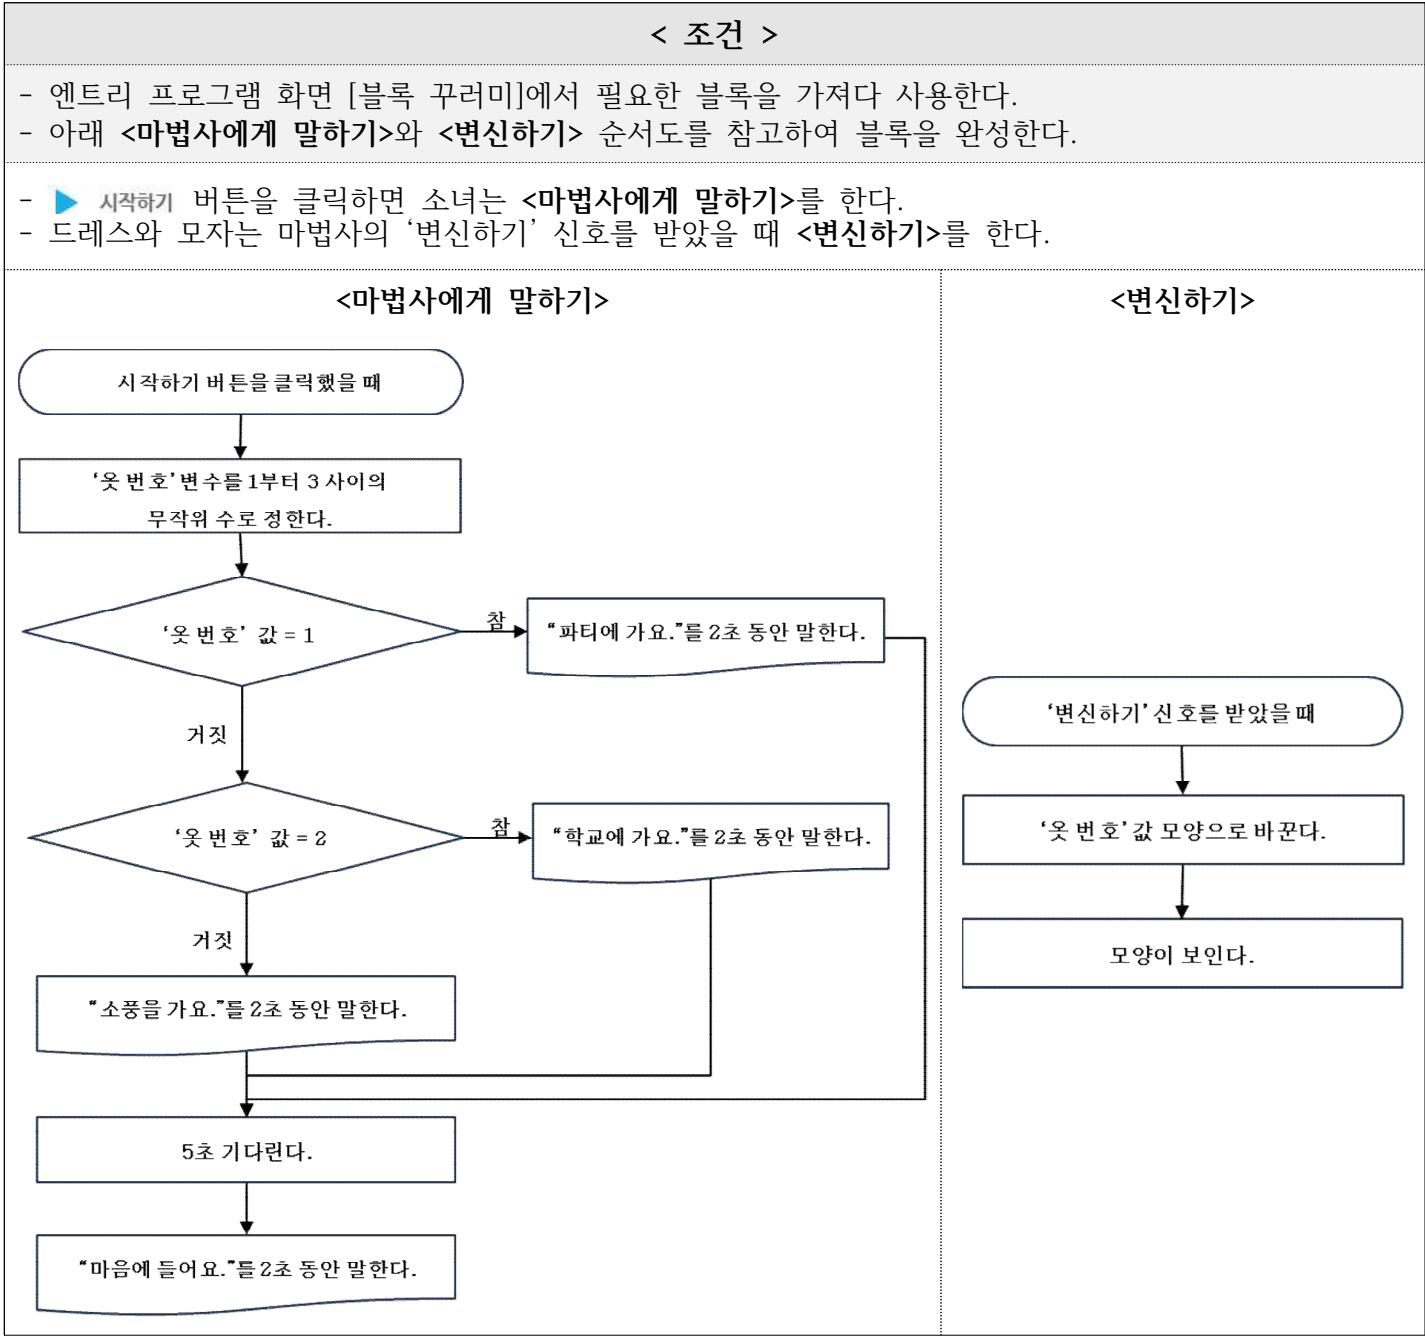 < 조건 >
- 엔트리 프로그램 화면 [블록 꾸러미]에서 필요한 블록을 가져다 사용한다.
- 아래 <마법사에게 말하기>와 <변신하기> 순서도를 참고하여 블록을 완성한다.
- 시작하기 버튼을 클릭하면 소녀는 <마법사에게 말하기>를 한다.
- 드레스와 모자는 마법사의 ‘변신하기’ 신호를 받았을 때 <변신하기>를 한다.
<마법사에게 말하기>
시작하기 버튼을 클릭했을 때
‘옷 번호’변수를 1부터 3 사이의
무작위 수로 정한다.
‘옷 번호’ 값 = 1
참
“파티에 가요.”를 2초 동안 말한다.
거짓
‘옷 번호’ 값 = 2
참
“학교에 가요.”를 2초 동안 말한다.
거짓
“소풍을 가요.”를 2초 동안 말한다.
5초 기다린다.
“마음에 들어요.”를 2초 동안 말한다.
<변신하기>
‘변신하기’ 신호를 받았을 때
‘옷 번호’ 값 모양으로 바꾼다.
모양이 보인다.